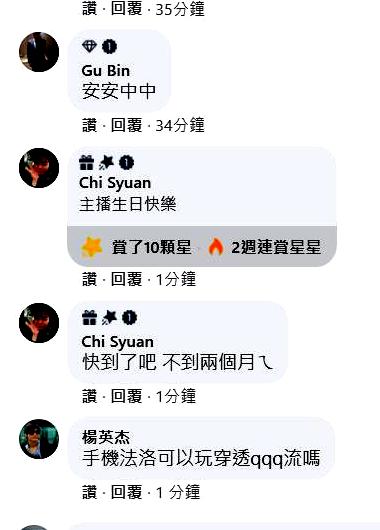 讚 · 回覆 · 35分鐘
Gu Bin
安安中中
讚 · 回覆 · 34分鐘
Chi Syuan
主播生日快樂
賞了10顆星 · 2週連賞星星
讚 · 回覆 · 1分鐘
Chi Syuan
快到了吧 不到兩個月ㄟ
讚 · 回覆 · 1分鐘
楊英杰
手機法洛可以玩穿透qqq流嗎
讚 · 回覆 · 1 分鐘